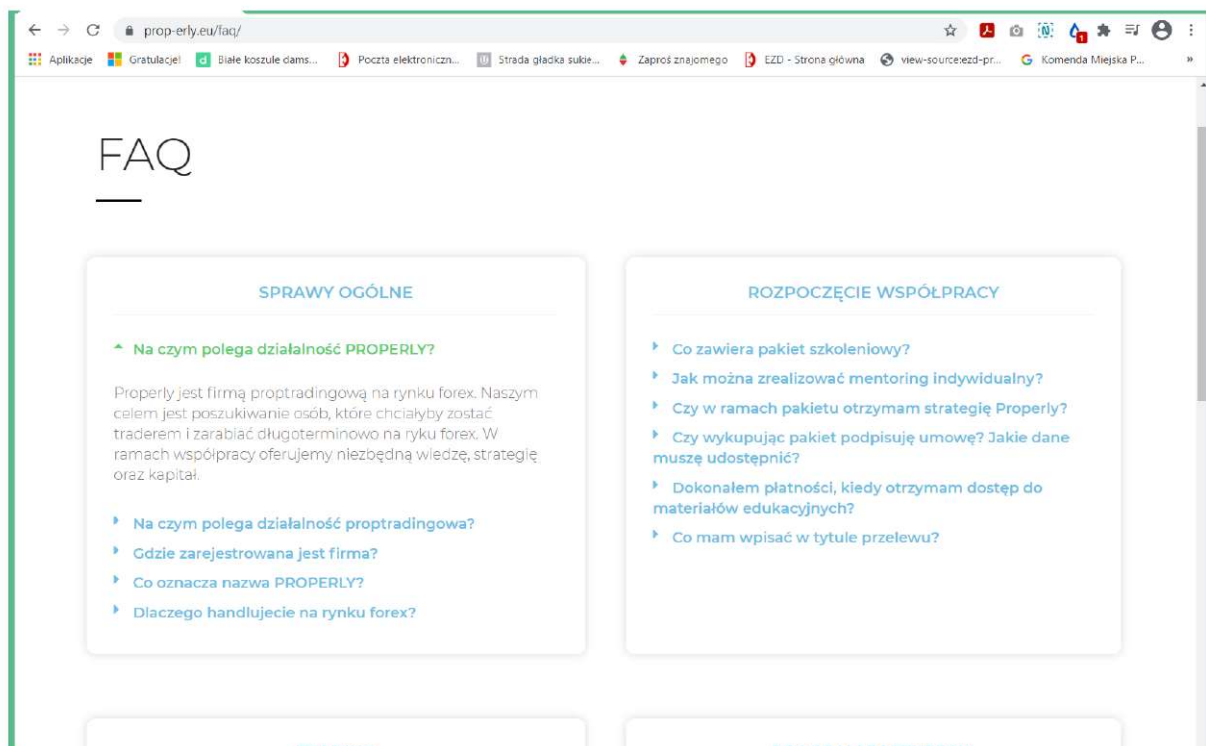 prop-erly.eu/faq/
Aplikacje Gratulacje! Białe koszule dams... Poczta elektroniczn... Strada gładka sukie... Zaproś znajomego EZD - Strona główna view-source:ezd-pr... Komenda Miejska P... »
FAQ
SPRAWY OGÓLNE
Na czym polega działalność PROPERLY?
Properly jest firmą proptradingową na rynku forex. Naszym
celem jest poszukiwanie osób, które chciałyby zostać
traderem i zarabiać długoterminowo na ryku forex. W
ramach współpracy oferujemy niezbędną wiedzę, strategię
oraz kapitał.
Na czym polega działalność proptradingowa?
Gdzie zarejestrowana jest firma?
Co oznacza nazwa PROPERLY?
Dlaczego handlujecie na rynku forex?
ROZPOCZĘCIE WSPÓŁPRACY
Co zawiera pakiet szkoleniowy?
Jak można zrealizować mentoring indywidualny?
Czy w ramach pakietu otrzymam strategię Properly?
Czy wykupując pakiet podpisuję umowę? Jakie dane
muszę udostępnić?
Dokonałem płatności, kiedy otrzymam dostęp do
materiałów edukacyjnych?
Co mam wpisać w tytule przelewu?